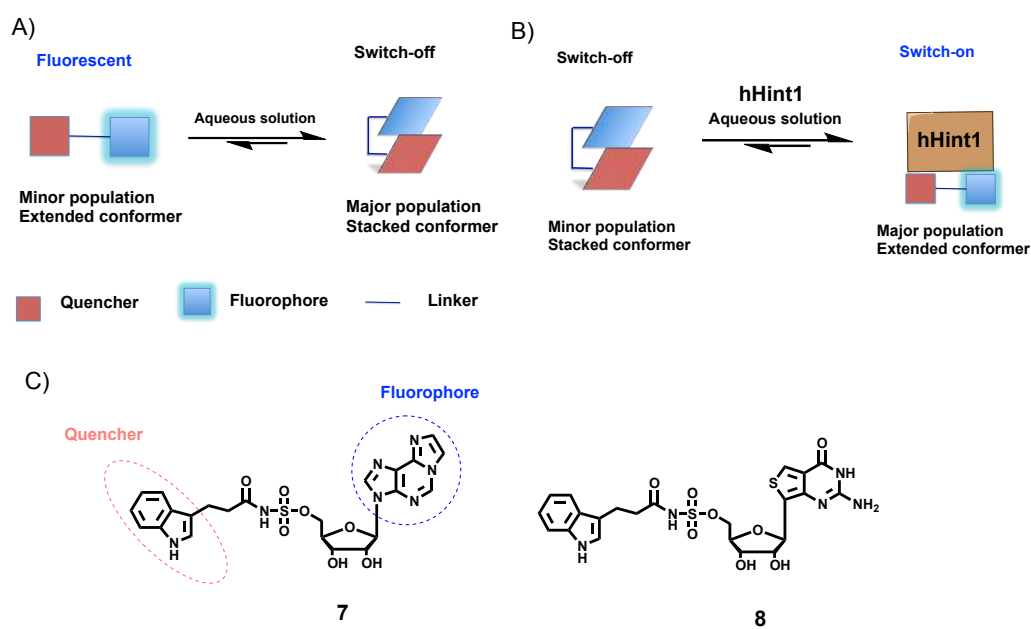 A)
Fluorescent
Switch-off
Aqueous solution
Minor population
Extended conformer
Major population
Stacked conformer
B)
Switch-off
hHint1
Aqueous solution
Switch-on
hHint1
Minor population
Stacked conformer
Major population
Extended conformer
Quencher
Fluorophore
Linker
C)
Quencher
Fluorophore
N
N
N
N
N
O
O
N
H
S
O
O
O
N
H
OH
OH
7
O
NH
S
N
NH2
O
O
N
H
S
O
O
O
N
H
OH
OH
8